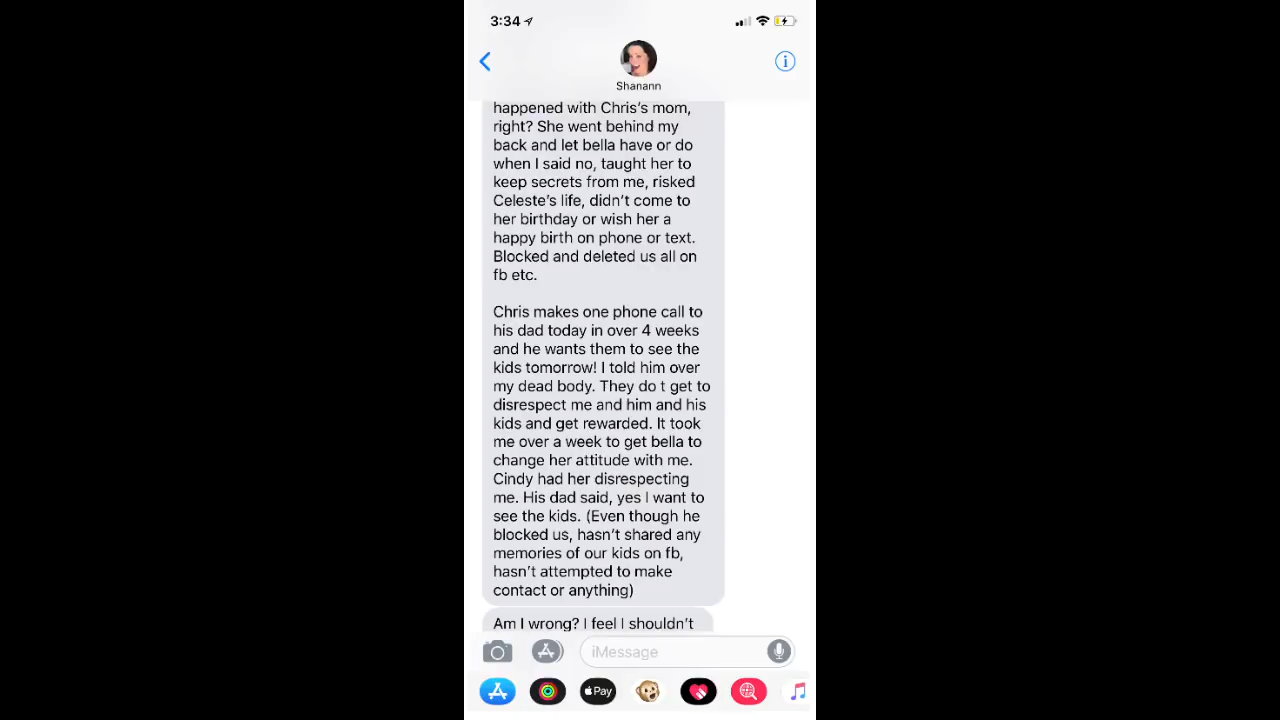 3:34
Shanann
happened with Chris's mom,
right? She went behind my
back and let bella have or do
when I said no, taught her to
keep secrets from me, risked
Celeste's life, didn't come to
her birthday or wish her a
happy birth on phone or text.
Blocked and deleted us all on
fb etc.
Chris makes one phone call to
his dad today in over 4 weeks
and he wants them to see the
kids tomorrow! I told him over
my dead body. They do t get to
disrespect me and him and his
kids and get rewarded. It took
me over a week to get bella to
change her attitude with me.
Cindy had her disrespecting
me. His dad said, yes I want to
see the kids. (Even though he
blocked us, hasn't shared any
memories of our kids on fb,
hasn't attempted to make
contact or anything)
Am I wrong? I feel I shouldn't
iMessage
Pay